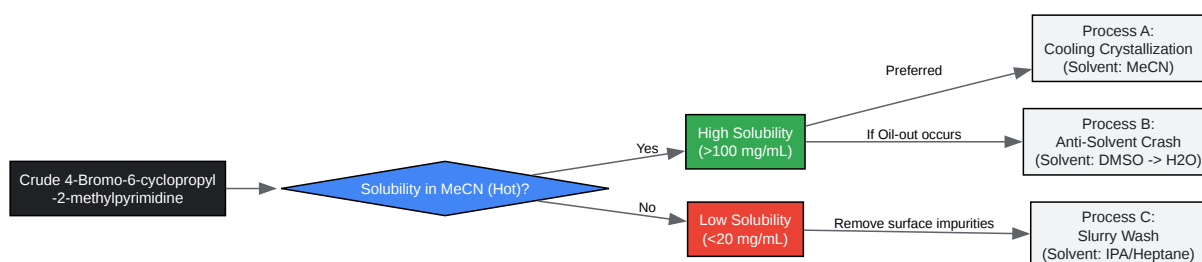 Crude 4-Bromo-6-cyclopropyl
-2-methylpyrimidine
Solubility in MeCN (Hot)?
Yes
No
High Solubility
(>100 mg/mL)
Low Solubility
(<20 mg/mL)
Preferred
If Oil-out occurs
Remove surface impurities
Process A:
Cooling Crystallization
(Solvent: MeCN)
Process B:
Anti-Solvent Crash
(Solvent: DMSO -> H2O)
Process C:
Slurry Wash
(Solvent: IPA/Heptane)